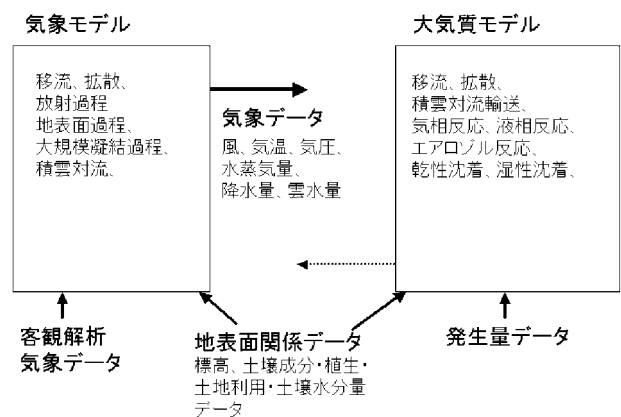 気象モデル
移流、拡散、
放射過程
地表面過程、
大規模凝結過程、
積雲対流、
気象データ
風、気温、気圧、
水蒸気量、
降水量、雲水量
大気質モデル
移流、拡散、
積雲対流輸送、
気相反応、液相反応、
エアロゾル反応、
乾性沈着、湿性沈着、
客観解析
気象データ
地表面関係データ
標高、土壌成分・植生・
土地利用・土壌水分量
データ
発生量データ